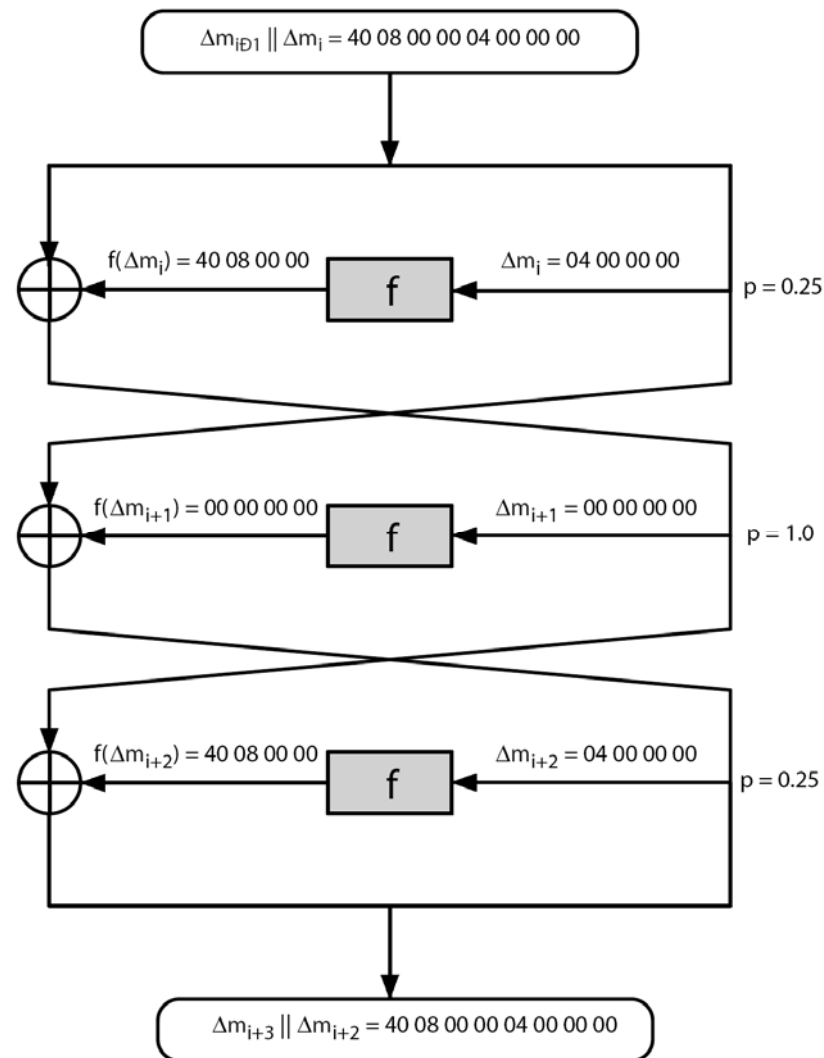 Δm_{iÐ1} || Δm_i = 40 08 00 00 04 00 00 00
f(Δm_i) = 40 08 00 00
f
Δm_i = 04 00 00 00
p = 0.25
f(Δm_{i+1}) = 00 00 00 00
f
Δm_{i+1} = 00 00 00 00
p = 1.0
f(Δm_{i+2}) = 40 08 00 00
f
Δm_{i+2} = 04 00 00 00
p = 0.25
Δm_{i+3} || Δm_{i+2} = 40 08 00 00 04 00 00 00